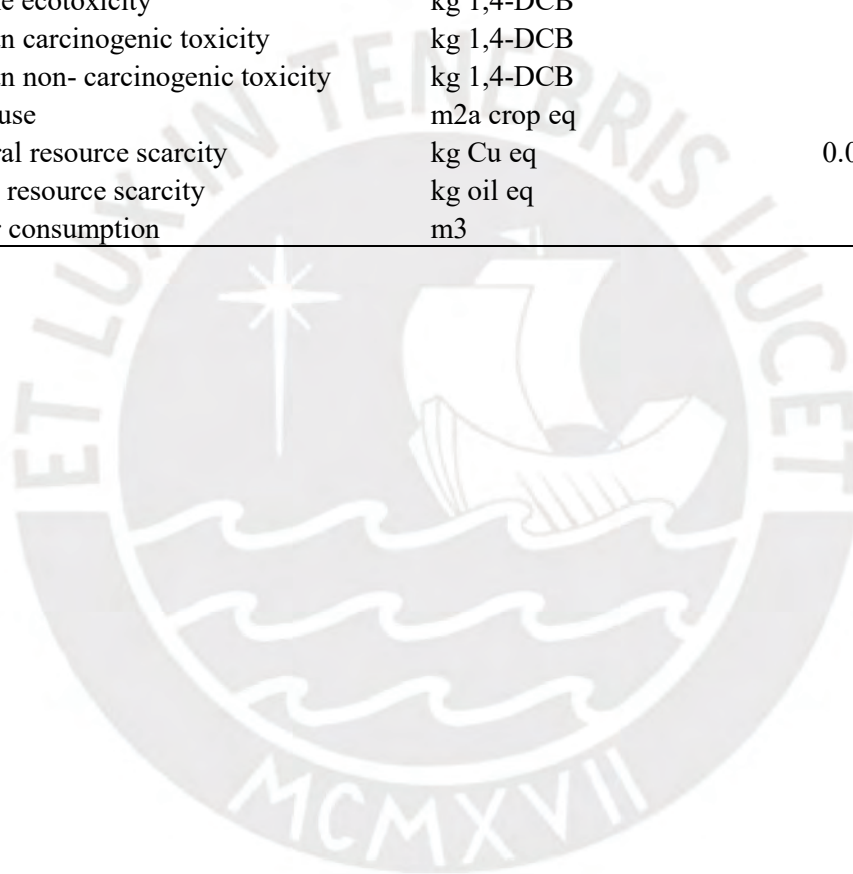 e ecotoxicity kg 1,4-DCB
n carcinogenic toxicity kg 1,4-DCB
n non- carcinogenic toxicity kg 1,4-DCB
use m2a crop eq
ral resource scarcity kg Cu eq 0.0
resource scarcity kg oil eq
consumption m3
ET LUX IN TENEBRIS LUCET
MCMXVII